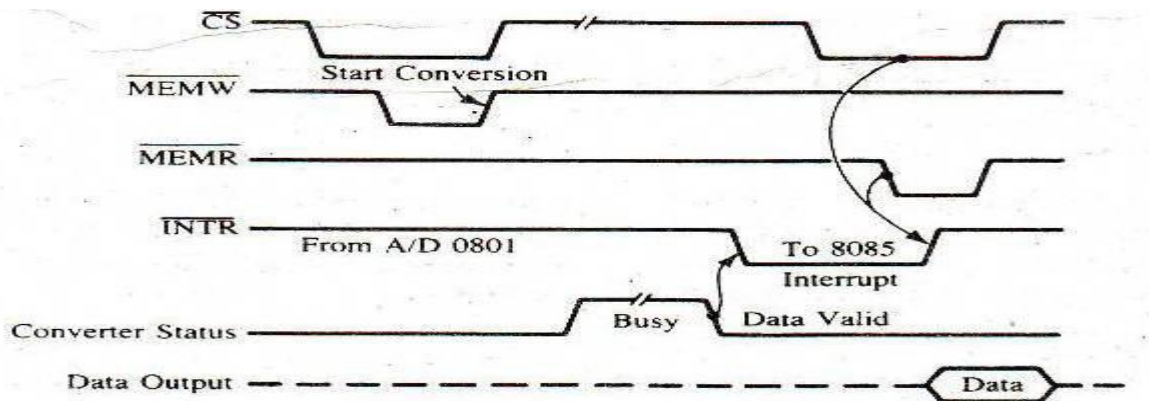 CS
Start Conversion
MEMW
MEMR
INTR
From A/D 0801
To 8085
Interrupt
Converter Status
Busy
Data Valid
Data Output
Data